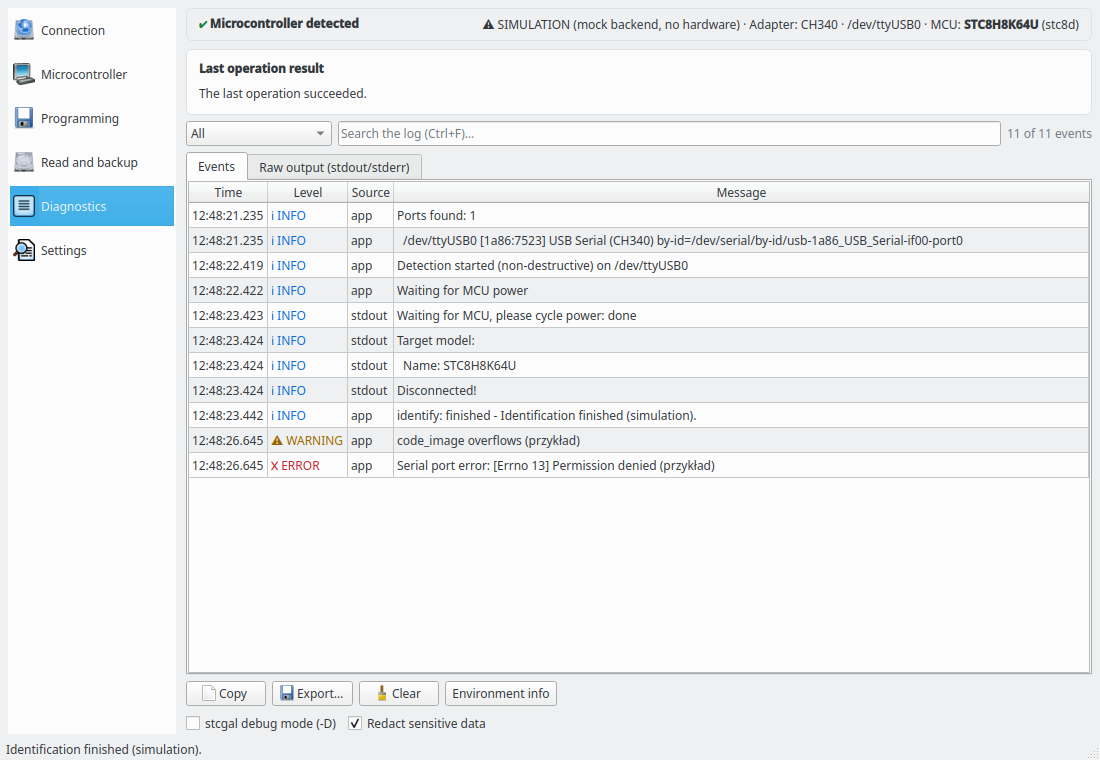 Connection
Microcontroller
Programming
Read and backup
Diagnostics
Settings
✔ Microcontroller detected
⚠ SIMULATION (mock backend, no hardware) · Adapter: CH340 · /dev/ttyUSB0 · MCU: STC8H8K64U (stc8d)
Last operation result
The last operation succeeded.
All
Search the log (Ctrl+F)...
11 of 11 events
Events
Raw output (stdout/stderr)
Time Level Source Message
12:48:21.235 i INFO app Ports found: 1
12:48:21.235 i INFO app /dev/ttyUSB0 [1a86:7523] USB Serial (CH340) by-id=/dev/serial/by-id/usb-1a86_USB_Serial-if00-port0
12:48:22.419 i INFO app Detection started (non-destructive) on /dev/ttyUSB0
12:48:22.422 i INFO app Waiting for MCU power
12:48:23.423 i INFO stdout Waiting for MCU, please cycle power: done
12:48:23.424 i INFO stdout Target model:
12:48:23.424 i INFO stdout Name: STC8H8K64U
12:48:23.424 i INFO stdout Disconnected!
12:48:23.442 i INFO app identify: finished - Identification finished (simulation).
12:48:26.645 ⚠ WARNING app code_image overflows (przykład)
12:48:26.645 X ERROR app Serial port error: [Errno 13] Permission denied (przykład)
Copy
Export...
Clear
Environment info
stcgal debug mode (-D)
Redact sensitive data
Identification finished (simulation).